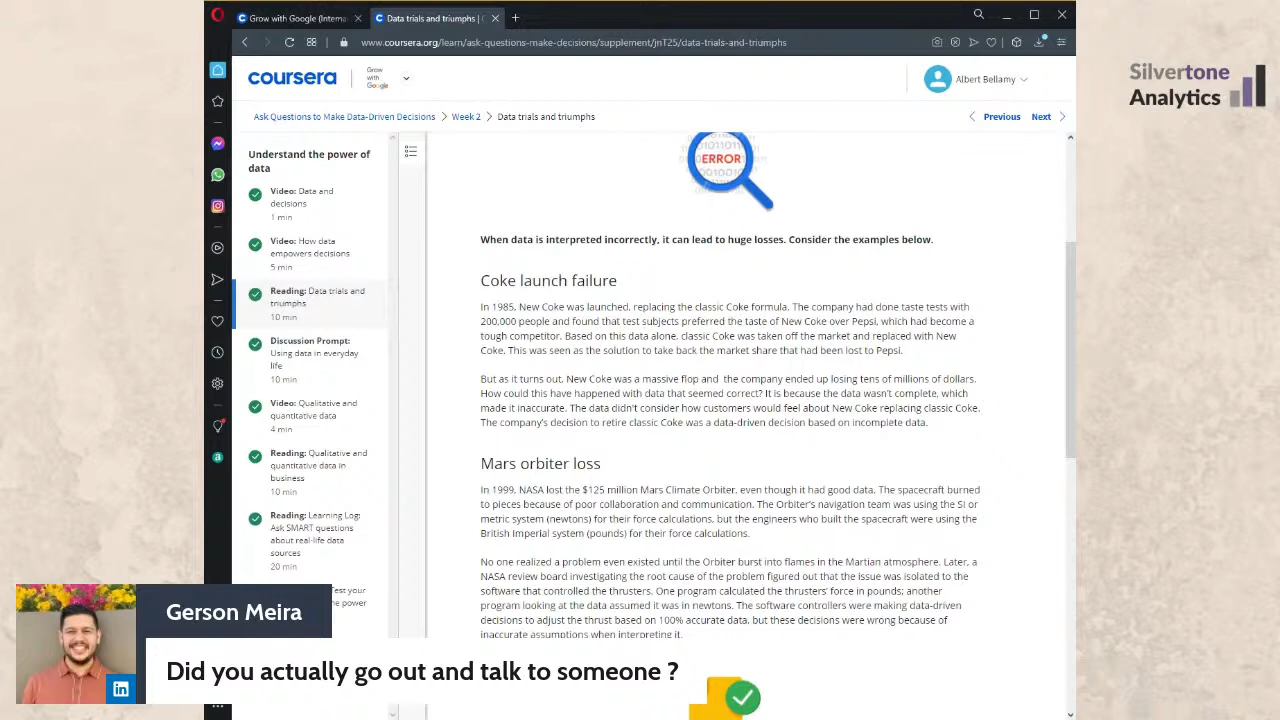 Grow with Google (Interna
Data trials and triumphs |
www.coursera.org/learn/ask-questions-make-decisions/supplement/jnT25/data-trials-and-triumphs
coursera
Grow
with
Google
Albert Bellamy
Silvertone
Analytics
Ask Questions to Make Data-Driven Decisions
Week 2
Data trials and triumphs
Previous
Next
Understand the power of
data
Video: Data and
decisions
1 min
Video: How data
empowers decisions
5 min
Reading: Data trials and
triumphs
10 min
Discussion Prompt:
Using data in everyday
life
10 min
Video: Qualitative and
quantitative data
4 min
Reading: Qualitative and
quantitative data in
business
10 min
Reading: Learning Log:
Ask SMART questions
about real-life data
sources
20 min
est your
e power
ERROR
When data is interpreted incorrectly, it can lead to huge losses. Consider the examples below.
Coke launch failure
In 1985, New Coke was launched, replacing the classic Coke formula. The company had done taste tests with
200,000 people and found that test subjects preferred the taste of New Coke over Pepsi, which had become a
tough competitor. Based on this data alone, classic Coke was taken off the market and replaced with New
Coke. This was seen as the solution to take back the market share that had been lost to Pepsi.
But as it turns out, New Coke was a massive flop and the company ended up losing tens of millions of dollars.
How could this have happened with data that seemed correct? It is because the data wasn't complete, which
made it inaccurate. The data didn't consider how customers would feel about New Coke replacing classic Coke.
The company's decision to retire classic Coke was a data-driven decision based on incomplete data.
Mars orbiter loss
In 1999, NASA lost the $125 million Mars Climate Orbiter, even though it had good data. The spacecraft burned
to pieces because of poor collaboration and communication. The Orbiter's navigation team was using the SI or
metric system (newtons) for their force calculations, but the engineers who built the spacecraft were using the
British Imperial system (pounds) for their force calculations.
No one realized a problem even existed until the Orbiter burst into flames in the Martian atmosphere. Later, a
NASA review board investigating the root cause of the problem figured out that the issue was isolated to the
software that controlled the thrusters. One program calculated the thrusters' force in pounds; another
program looking at the data assumed it was in newtons. The software controllers were making data-driven
decisions to adjust the thrust based on 100% accurate data, but these decisions were wrong because of
inaccurate assumptions when interpreting it.
Gerson Meira
in
Did you actually go out and talk to someone ?